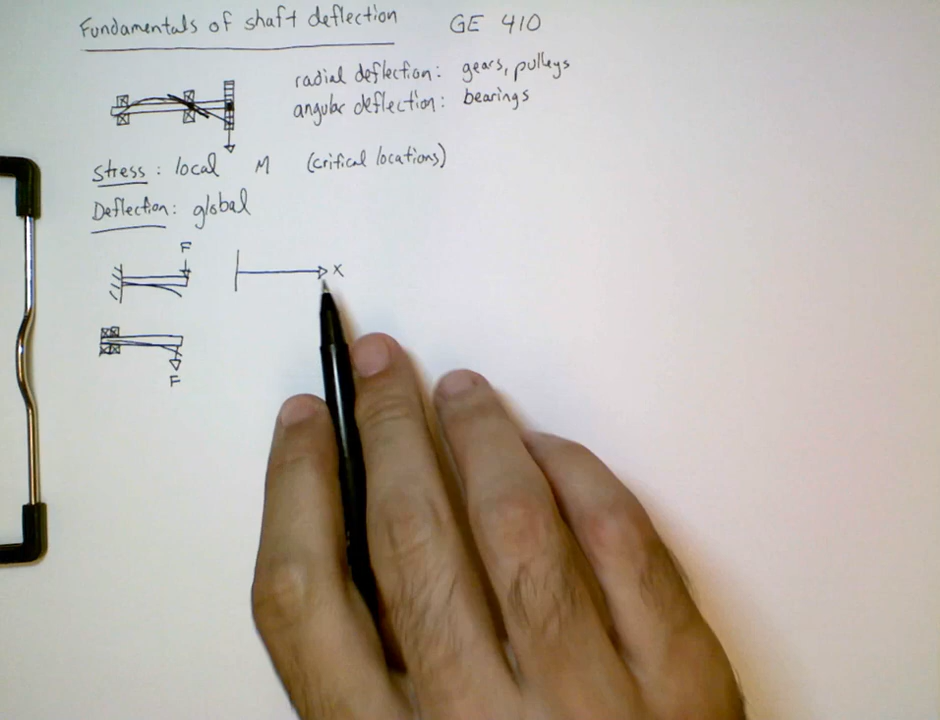 Fundamentals of shaft deflection GE 410
radial deflection: gears, pulleys
angular deflection: bearings
Stress: local M (critical locations)
Deflection: global
F
x
F